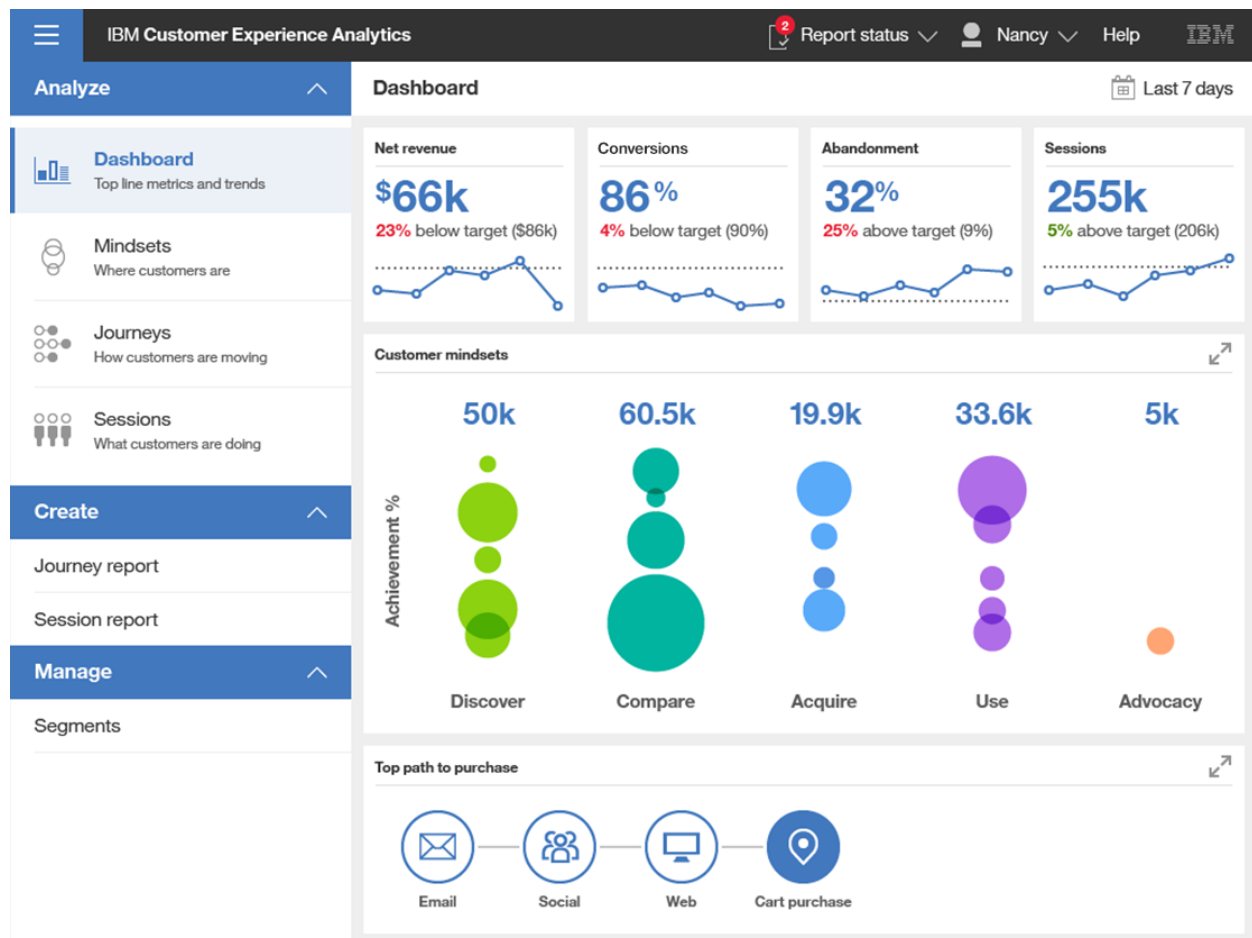 IBM Customer Experience Analytics
2
Report status
Nancy
Help
IBM
Analyze
Dashboard
Top line metrics and trends
Mindsets
Where customers are
Journeys
How customers are moving
Sessions
What customers are doing
Create
Journey report
Session report
Manage
Segments
Dashboard
Last 7 days
Net revenue
$66k
23% below target ($86k)
Conversions
86%
4% below target (90%)
Abandonment
32%
25% above target (9%)
Sessions
255k
5% above target (206k)
Customer mindsets
50k
60.5k
19.9k
33.6k
5k
Achievement %
Discover
Compare
Acquire
Use
Advocacy
Top path to purchase
Email
Social
Web
Cart purchase